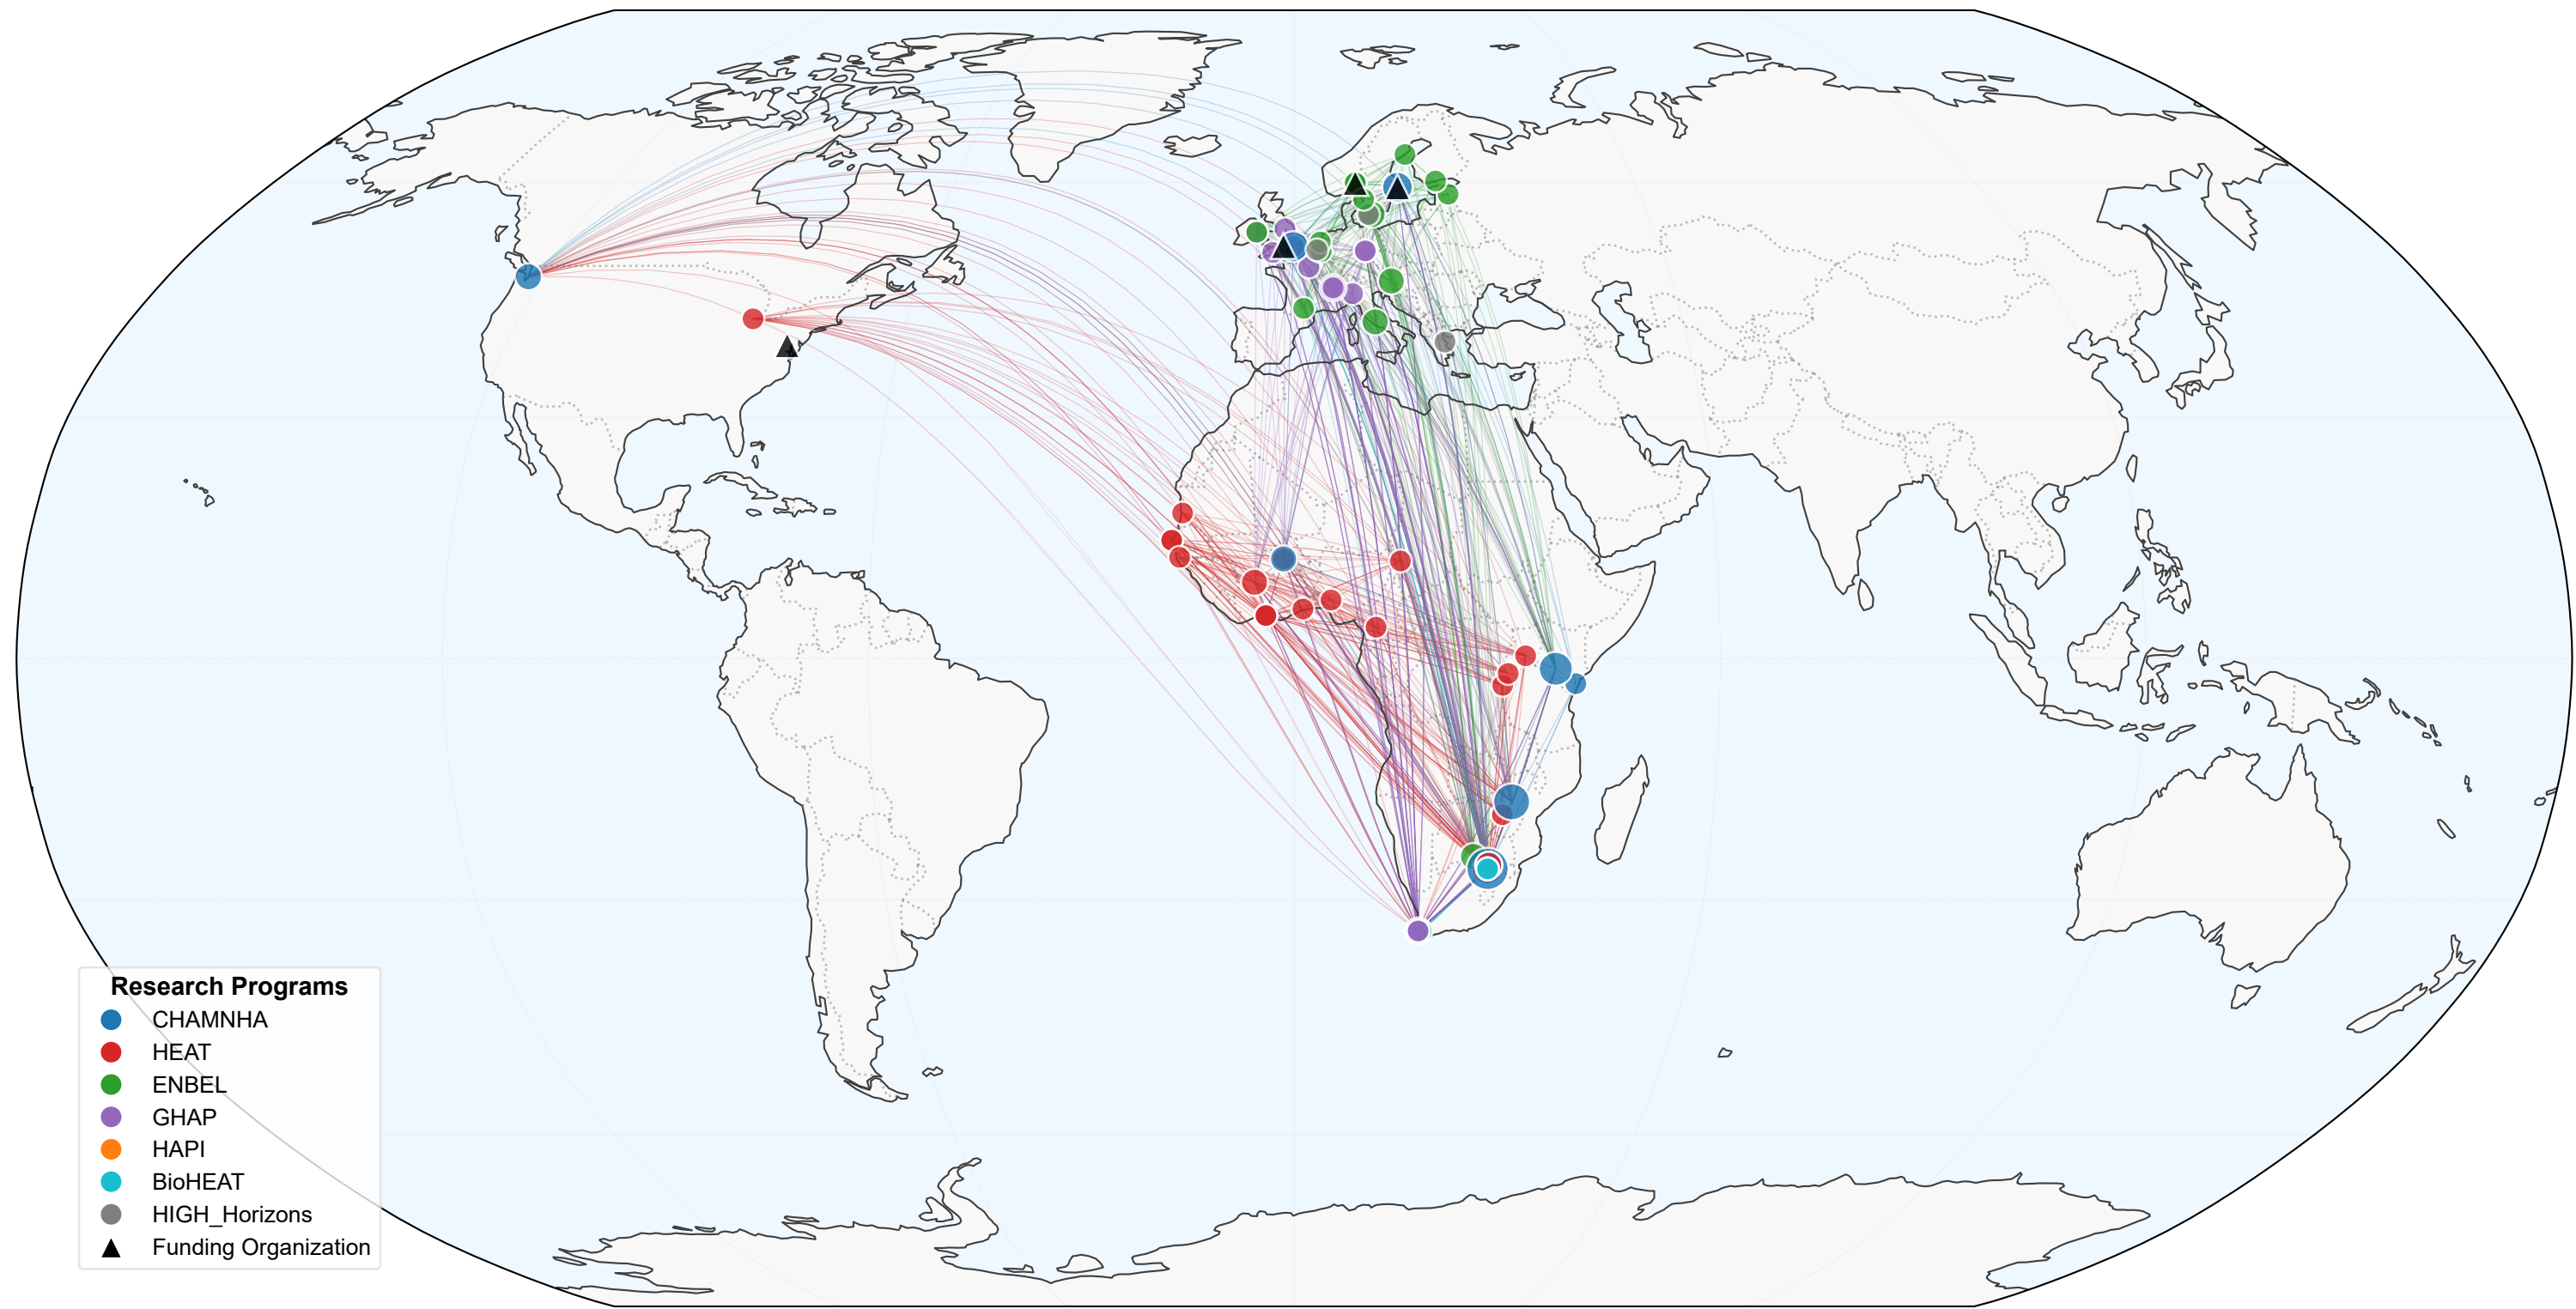 Research Programs
CHAMNHA
HEAT
ENBEL
GHAP
HAPI
BioHEAT
HIGH_Horizons
Funding Organization